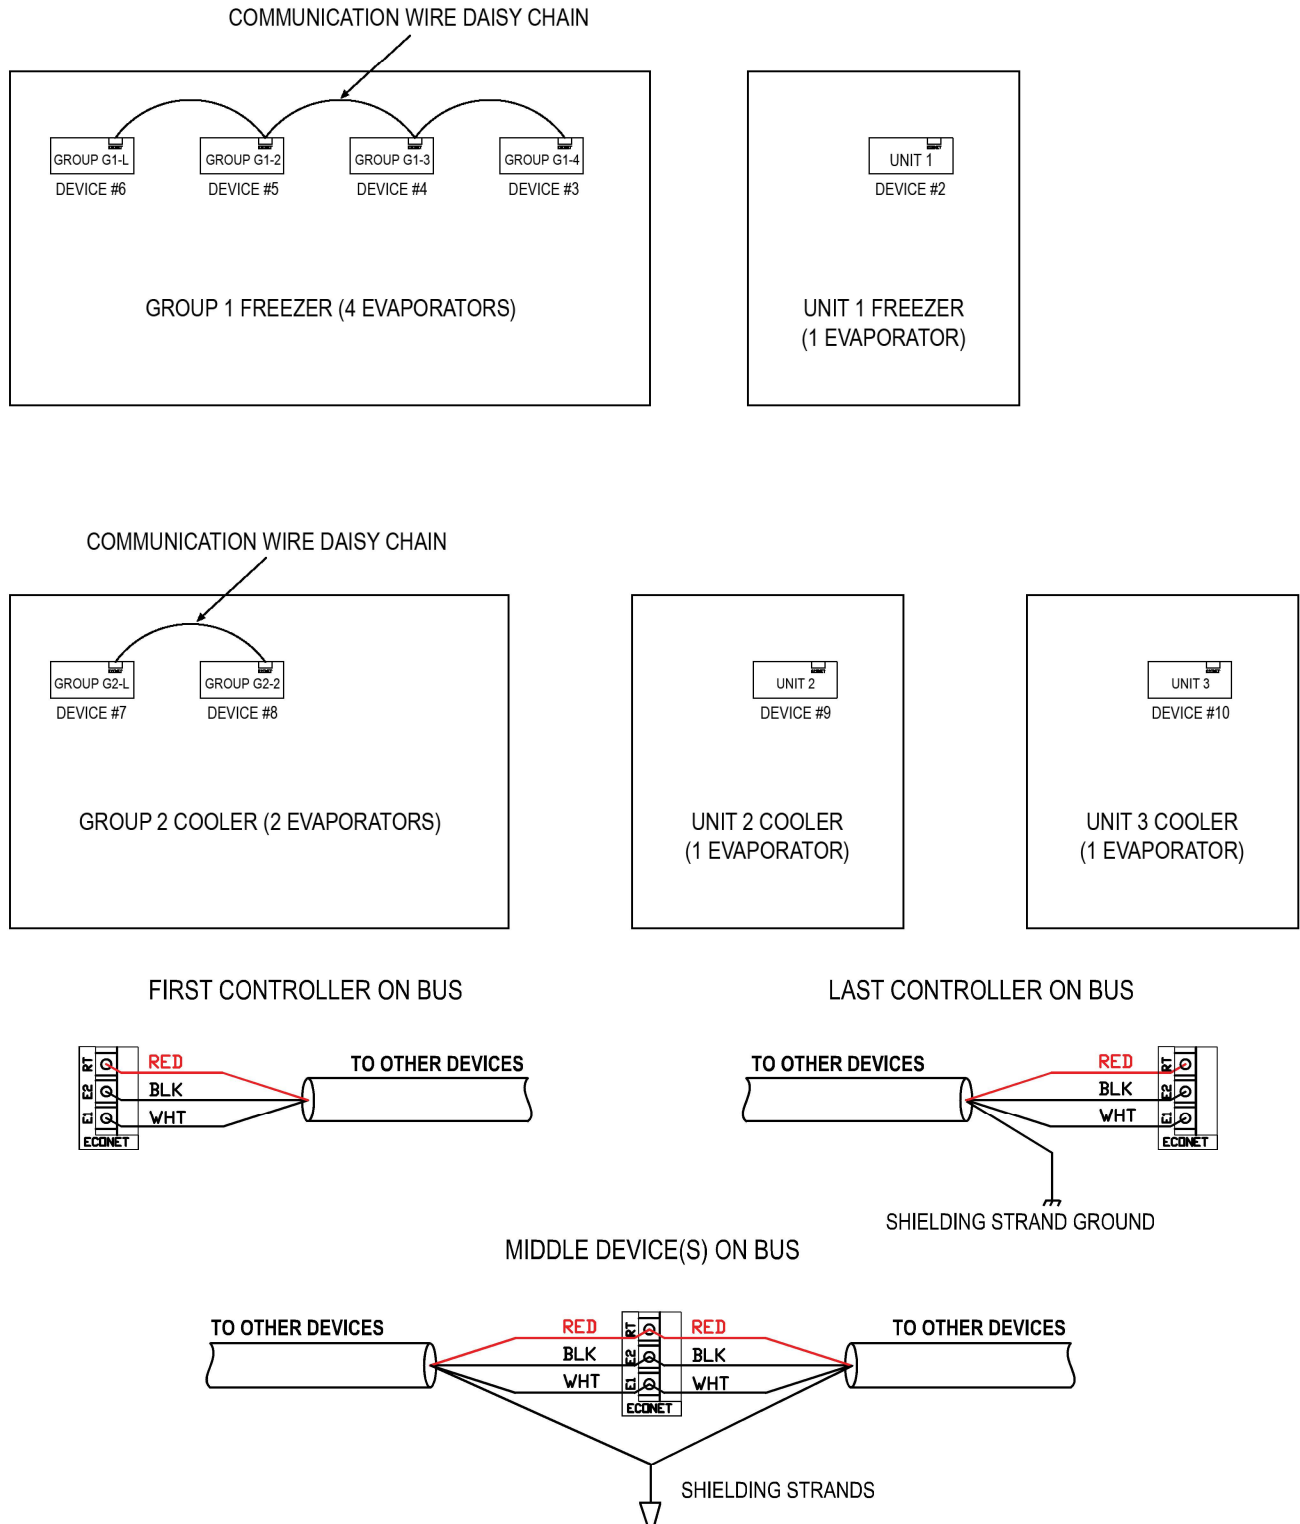 COMMUNICATION WIRE DAISY CHAIN
GROUP G1-L
GROUP G1-2
GROUP G1-3
GROUP G1-4
UNIT 1
DEVICE #6
DEVICE #5
DEVICE #4
DEVICE #3
DEVICE #2
GROUP 1 FREEZER (4 EVAPORATORS)
UNIT 1 FREEZER
(1 EVAPORATOR)
COMMUNICATION WIRE DAISY CHAIN
GROUP G2-L
GROUP G2-2
UNIT 2
UNIT 3
DEVICE #7
DEVICE #8
DEVICE #9
DEVICE #10
GROUP 2 COOLER (2 EVAPORATORS)
UNIT 2 COOLER
(1 EVAPORATOR)
UNIT 3 COOLER
(1 EVAPORATOR)
FIRST CONTROLLER ON BUS
RT
E2
E1
ECONET
RED
BLK
WHT
TO OTHER DEVICES
LAST CONTROLLER ON BUS
TO OTHER DEVICES
RED
BLK
WHT
RT
E2
E1
ECONET
SHIELDING STRAND GROUND
MIDDLE DEVICE(S) ON BUS
TO OTHER DEVICES
RED
BLK
WHT
RT
E2
E1
ECONET
RED
BLK
WHT
TO OTHER DEVICES
SHIELDING STRANDS